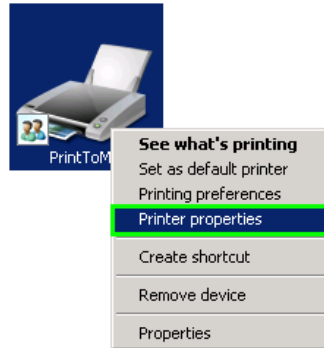 PrintToM
See what's printing
Set as default printer
Printing preferences
Printer properties
Create shortcut
Remove device
Properties